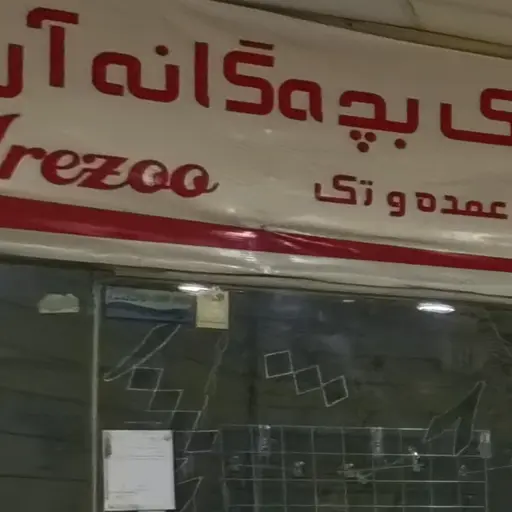 ک بچه‌گانه آر
rezoo
عمده و تک